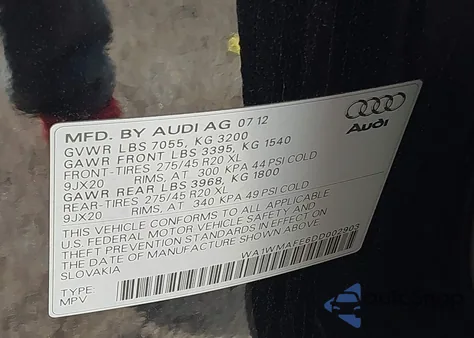 MFD. BY AUDI AG 07 12
GVWR LBS 7055, KG 3200
GAWR FRONT LBS 3395, KG 1540
FRONT-TIRES 275/45 R20 XL
9JX20 RIMS, AT 300 KPA 44 PSI COLD
GAWR REAR LBS 3968, KG 1800
REAR-TIRES 275/45 R20 XL
9JX20 RIMS, AT 340 KPA 49 PSI COLD
THIS VEHICLE CONFORMS TO ALL APPLICABLE
U.S. FEDERAL MOTOR VEHICLE SAFETY AND
THEFT PREVENTION STANDARDS IN EFFECT ON
THE DATE OF MANUFACTURE SHOWN ABOVE
SLOVAKIA
WA1WMAFE6DD002903
TYPE
MPV
Audi